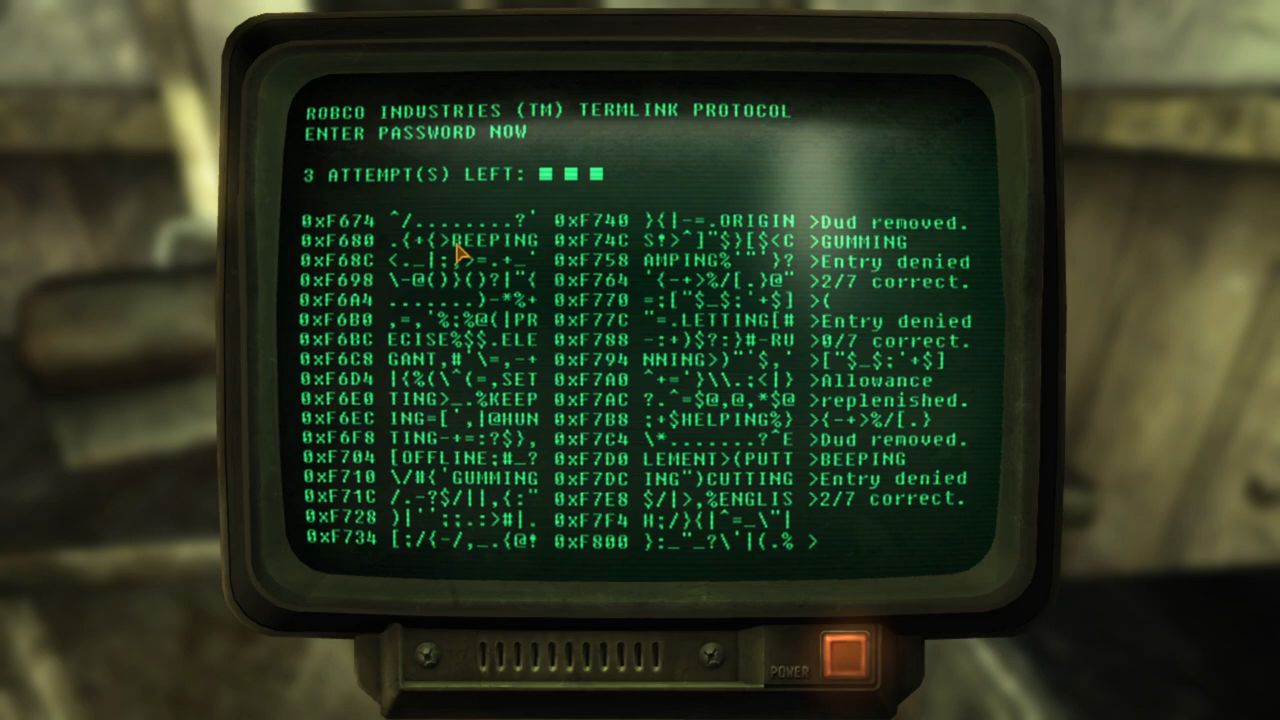 ROBCO INDUSTRIES (TM) TERMLINK PROTOCOL
ENTER PASSWORD NOW
3 ATTEMPT(S) LEFT: ■ ■ ■
0xF674 ^/........?' 0xF740 }{|-=.ORIGIN >Dud removed.
0xF680 .{+{>BEEPING 0xF74C S!>^]"$}[$<C >GUMMING
0xF68C <._|; 0xF758 AMPING%'"'}? >Entry denied
0xF698 \-@()}()?|"{ 0xF764 '{-+>%/[.}@" >2/7 correct.
0xF6A4 .......)-*%+ 0xF770 =;["$_$;'+$] >(
0xF6B0 ,=,'%;%@(|PR 0xF77C "=.LETTING[# >Entry denied
0xF6BC ECISE%$$.ELE 0xF788 -:+)$?:}#-RU >0/7 correct.
0xF6C8 GANT,#'\=,-+ 0xF794 NNING>)"'$,' >["$_$;'+$]
0xF6D4 |{%(\^(=,SET 0xF7A0 ^+='}\\.;<|} >Allowance
0xF6E0 TING>_.%KEEP 0xF7AC ?.^=$@,@,*$@ >replenished.
0xF6EC ING=[',|@HUN 0xF7B8 ;+$HELPING%} >{-+>%/[.}
0xF6F8 TING-+=:?$}, 0xF7C4 \*.......?^E >Dud removed.
0xF704 [OFFLINE;#_? 0xF7D0 LEMENT>(PUTT >BEEPING
0xF710 \/#{'GUMMING 0xF7DC ING")CUTTING >Entry denied
0xF71C /.-?$/||,{:" 0xF7E8 $/|>,%ENGLIS >2/7 correct.
0xF728 )|'';;.:>#|. 0xF7F4 H;/}{|^=_\"|
0xF734 [;/{-/,_.{@! 0xF800 }:_"_?\'|(.% >
POWER